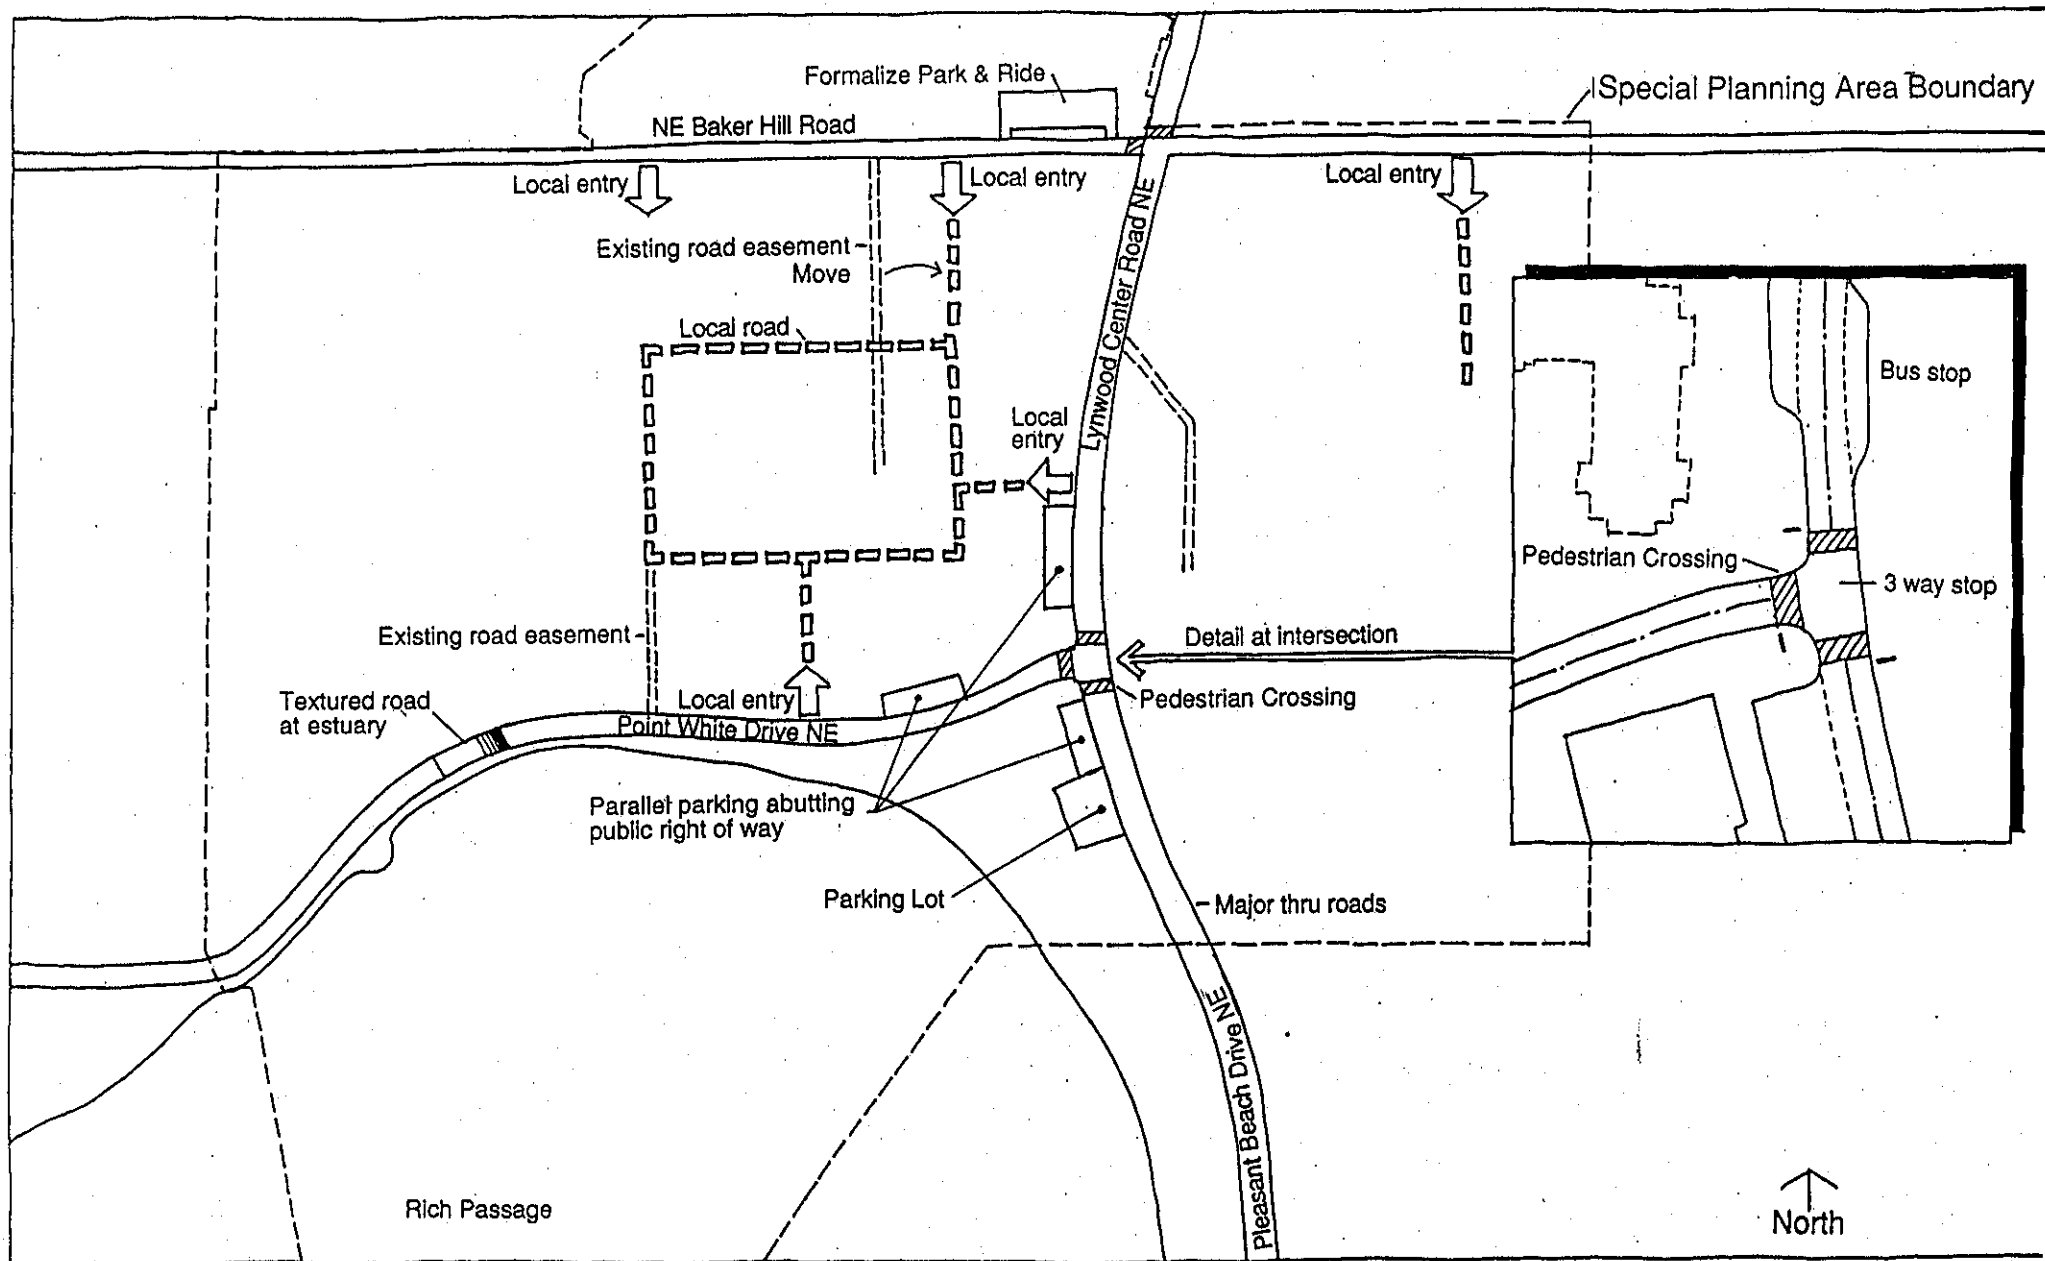 Formalize Park & Ride
Special Planning Area Boundary
NE Baker Hill Road
Local entry
Local entry
Local entry
Existing road easement
Move
Local road
Lynwood Center Road NE
Local
entry
Bus stop
Pedestrian Crossing
3 way stop
Existing road easement
Detail at intersection
Textured road
at estuary
Local entry
Pedestrian Crossing
Point White Drive NE
Parallel parking abutting
public right of way
Parking Lot
Major thru roads
Pleasant Beach Drive NE
Rich Passage
North